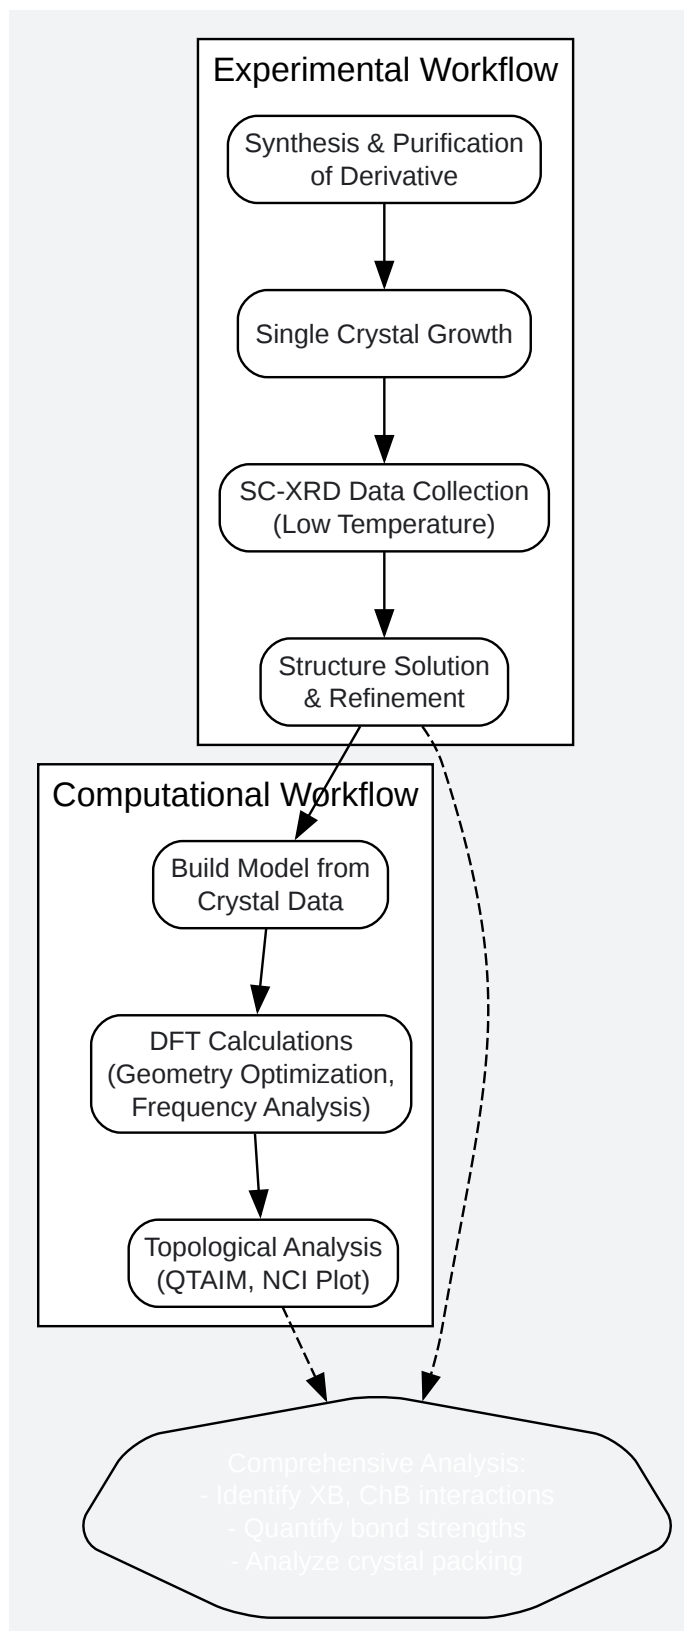 Experimental Workflow
Synthesis & Purification
of Derivative
Single Crystal Growth
SC-XRD Data Collection
(Low Temperature)
Structure Solution
& Refinement
Computational Workflow
Build Model from
Crystal Data
DFT Calculations
(Geometry Optimization,
Frequency Analysis)
Topological Analysis
(QTAIM, NCI Plot)
Comprehensive Analysis:
- Identify XB, ChB interactions
- Quantify bond strengths
- Analyze crystal packing